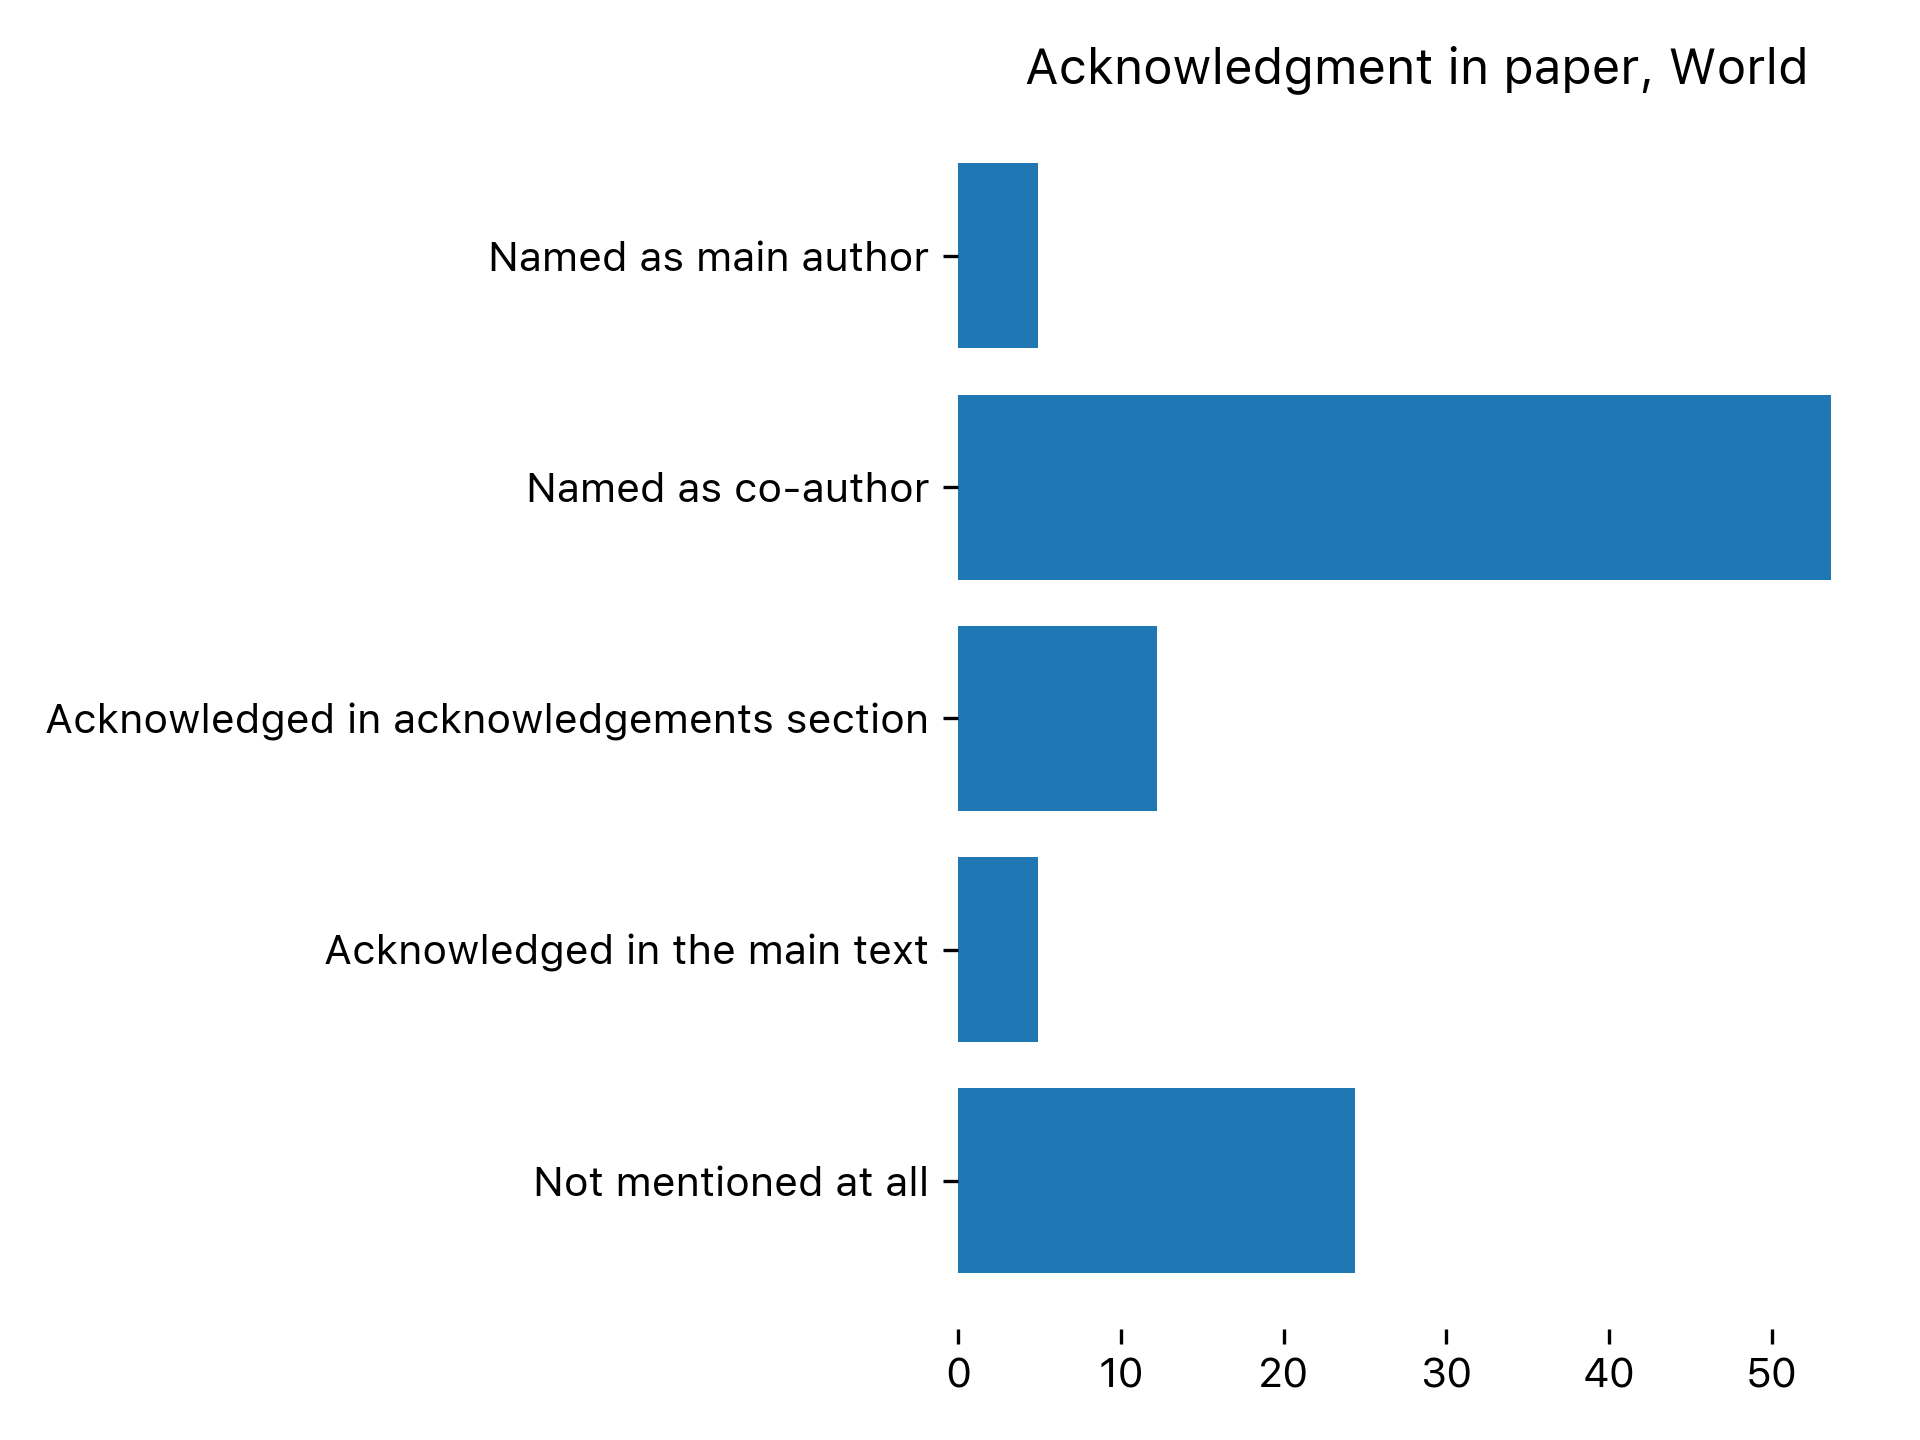 Acknowledgment in paper, World
Named as main author
Named as co-author
Acknowledged in acknowledgements section
Acknowledged in the main text
Not mentioned at all
0 10 20 30 40 50